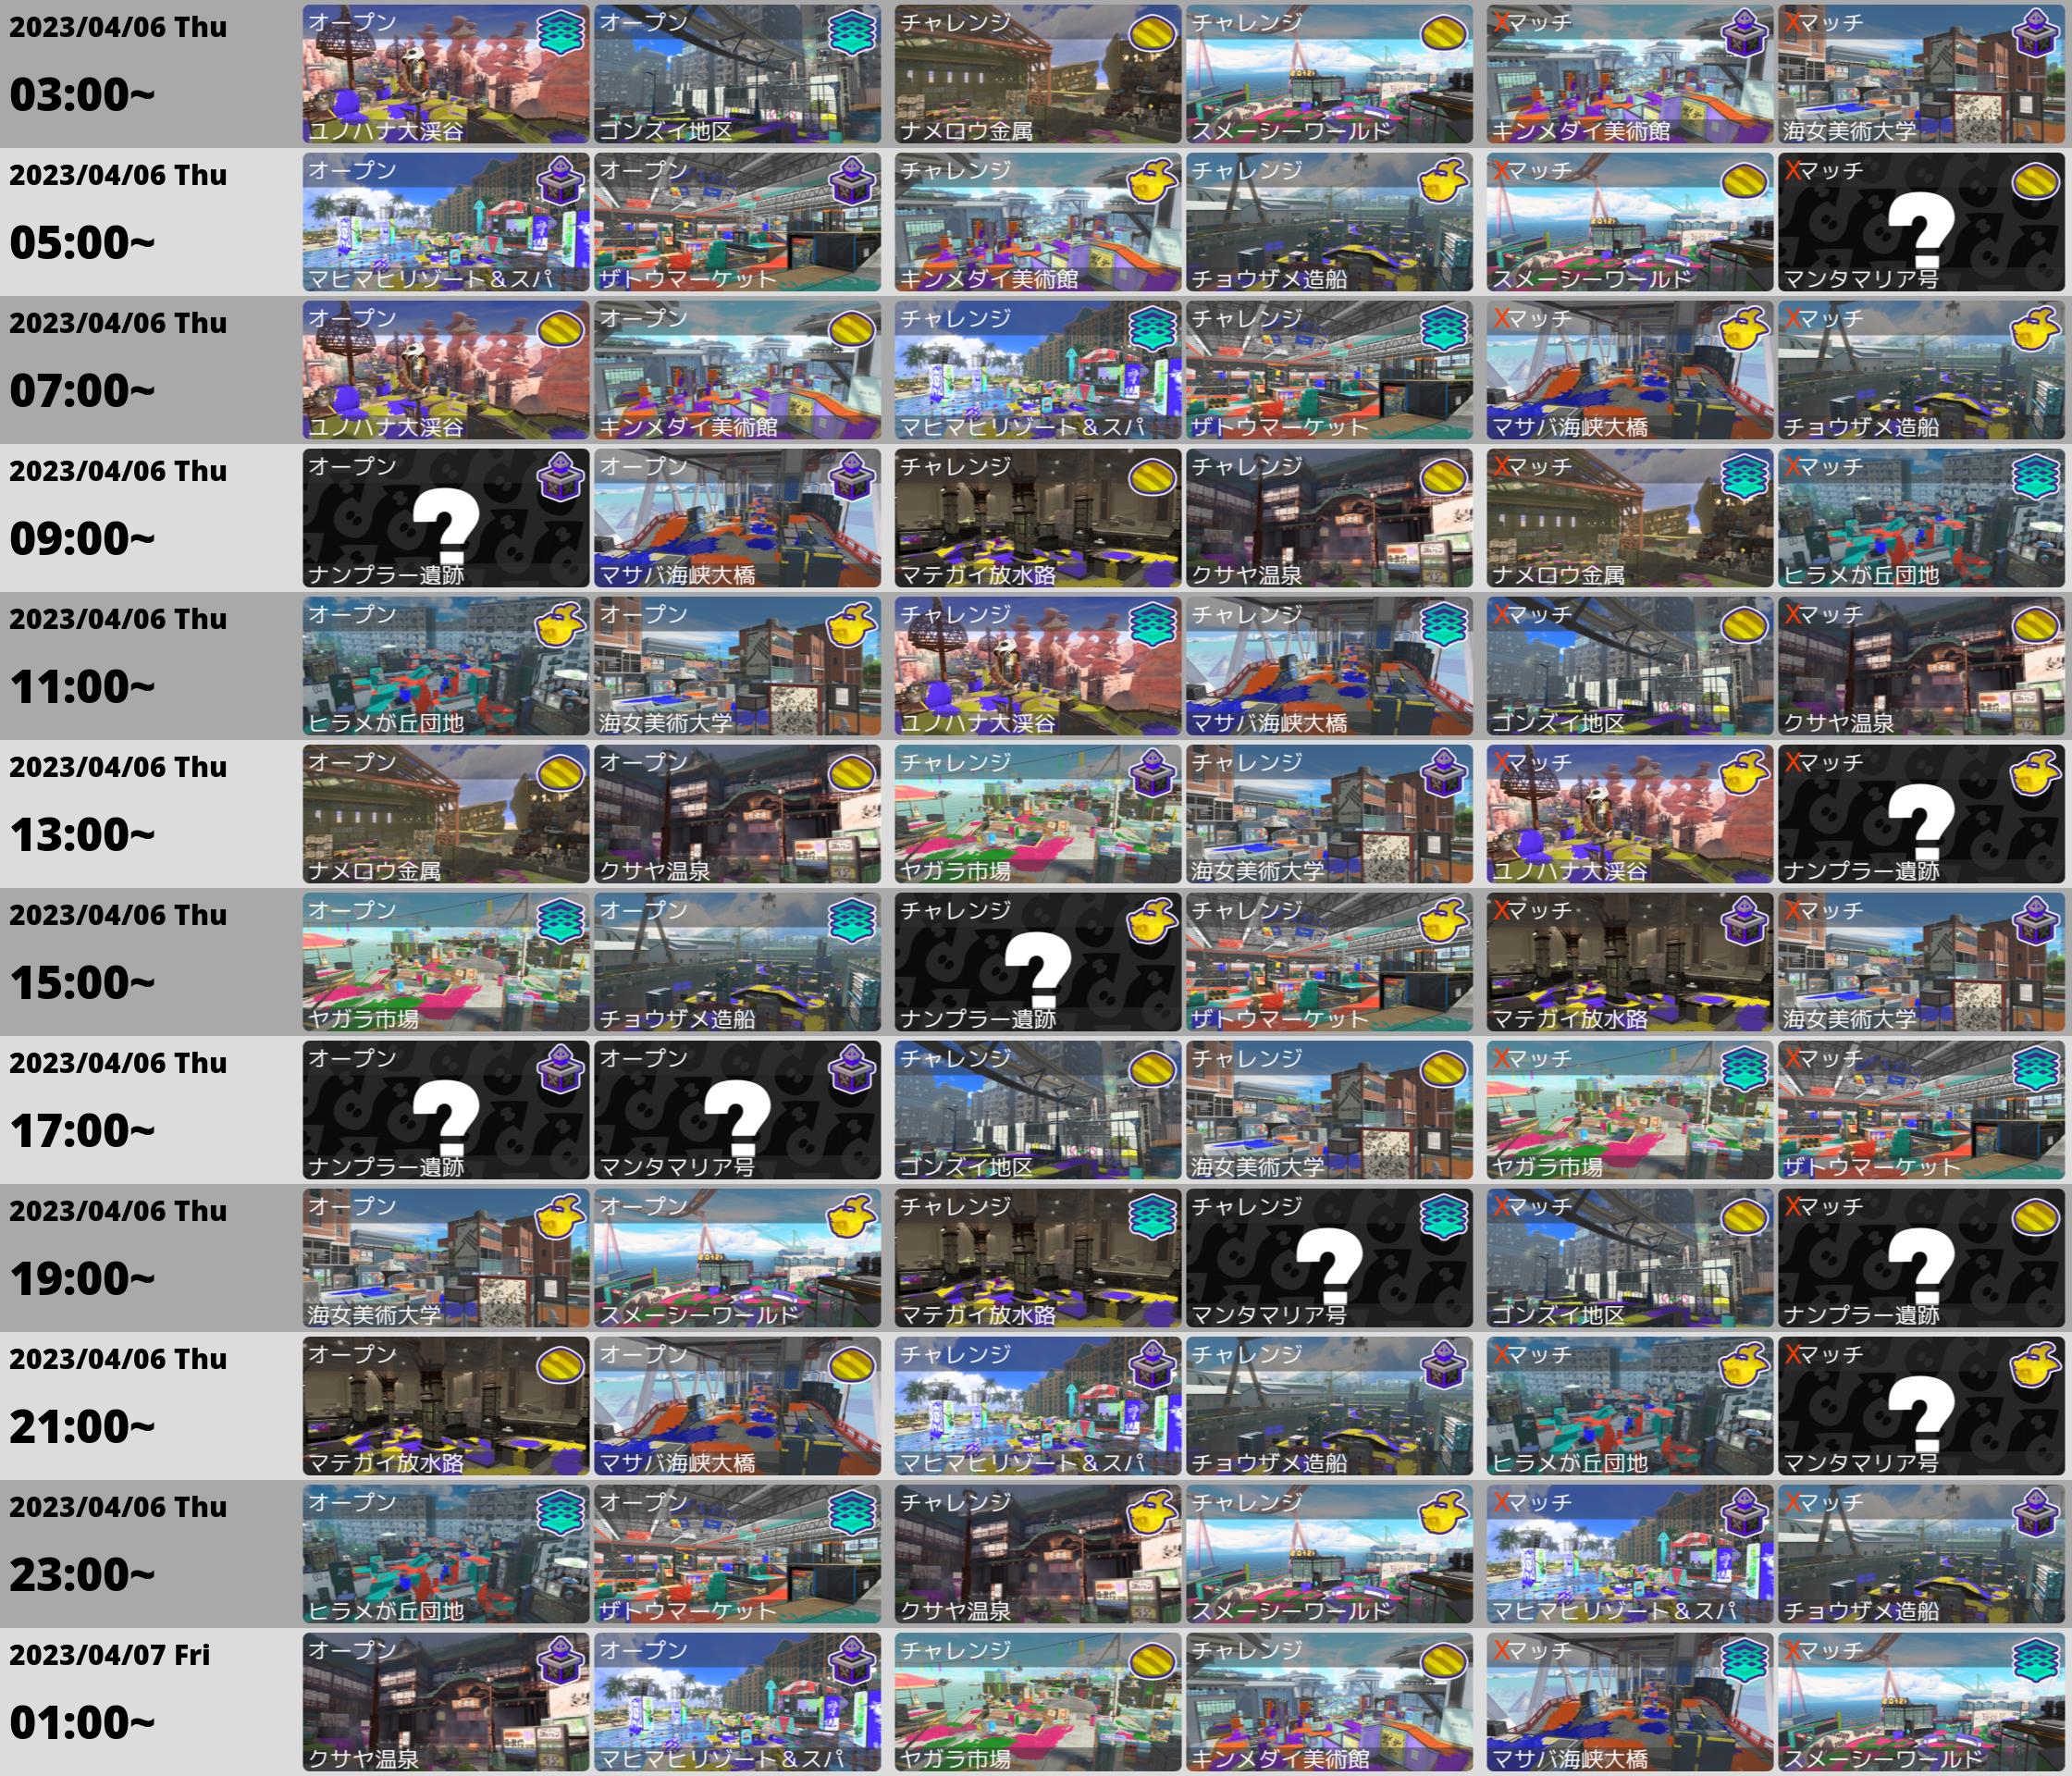 2023/04/06 Thu
03:00~
オープン オープン チャレンジ チャレンジ Xマッチ Xマッチ
ユノハナ大渓谷 ゴンズイ地区 ナメロウ金属 スメーシーワールド キンメダイ美術館 海女美術大学
2023/04/06 Thu
05:00~
オープン オープン チャレンジ チャレンジ Xマッチ Xマッチ
マヒマヒリゾート&スパ ザトウマーケット キンメダイ美術館 チョウザメ造船 スメーシーワールド マンタマリア号
2023/04/06 Thu
07:00~
オープン オープン チャレンジ チャレンジ Xマッチ Xマッチ
ユノハナ大渓谷 キンメダイ美術館 マヒマヒリゾート&スパ ザトウマーケット マサバ海峡大橋 チョウザメ造船
2023/04/06 Thu
09:00~
オープン オープン チャレンジ チャレンジ Xマッチ Xマッチ
ナンプラー遺跡 マサバ海峡大橋 マテガイ放水路 クサヤ温泉 ナメロウ金属 ヒラメが丘団地
2023/04/06 Thu
11:00~
オープン オープン チャレンジ チャレンジ Xマッチ Xマッチ
ヒラメが丘団地 海女美術大学 ユノハナ大渓谷 マサバ海峡大橋 ゴンズイ地区 クサヤ温泉
2023/04/06 Thu
13:00~
オープン オープン チャレンジ チャレンジ Xマッチ Xマッチ
ナメロウ金属 クサヤ温泉 ヤガラ市場 海女美術大学 ユノハナ大渓谷 ナンプラー遺跡
2023/04/06 Thu
15:00~
オープン オープン チャレンジ チャレンジ Xマッチ Xマッチ
ヤガラ市場 チョウザメ造船 ナンプラー遺跡 ザトウマーケット マテガイ放水路 海女美術大学
2023/04/06 Thu
17:00~
オープン オープン チャレンジ チャレンジ Xマッチ Xマッチ
ナンプラー遺跡 マンタマリア号 ゴンズイ地区 海女美術大学 ヤガラ市場 ザトウマーケット
2023/04/06 Thu
19:00~
オープン オープン チャレンジ チャレンジ Xマッチ Xマッチ
海女美術大学 スメーシーワールド マテガイ放水路 マンタマリア号 ゴンズイ地区 ナンプラー遺跡
2023/04/06 Thu
21:00~
オープン オープン チャレンジ チャレンジ Xマッチ Xマッチ
マテガイ放水路 マサバ海峡大橋 マヒマヒリゾート&スパ チョウザメ造船 ヒラメが丘団地 マンタマリア号
2023/04/06 Thu
23:00~
オープン オープン チャレンジ チャレンジ Xマッチ Xマッチ
ヒラメが丘団地 ザトウマーケット クサヤ温泉 スメーシーワールド マヒマヒリゾート&スパ チョウザメ造船
2023/04/07 Fri
01:00~
オープン オープン チャレンジ チャレンジ Xマッチ Xマッチ
クサヤ温泉 マヒマヒリゾート&スパ ヤガラ市場 キンメダイ美術館 マサバ海峡大橋 スメーシーワールド